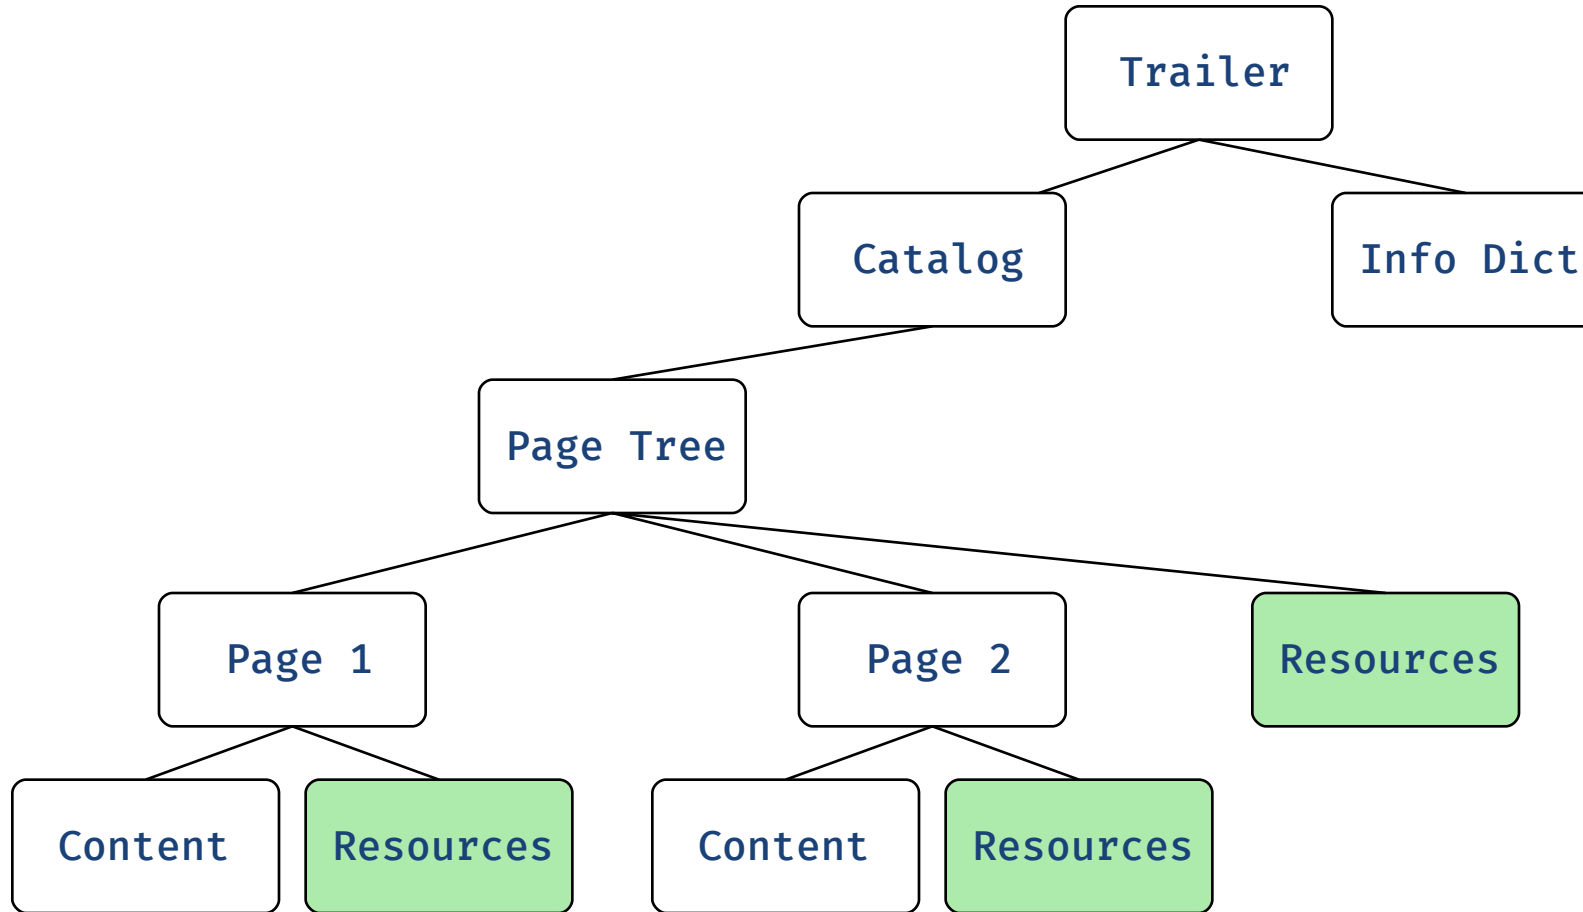 Trailer
Catalog
Info Dict
Page Tree
Page 1
Page 2
Resources
Content
Resources
Content
Resources